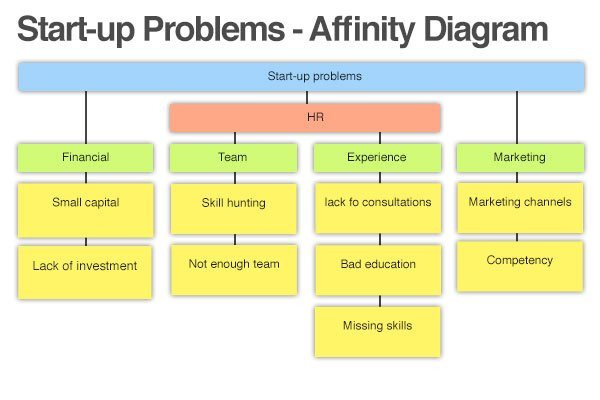 Start-up Problems - Affinity Diagram
Start-up problems
HR
Financial
Team
Experience
Marketing
Small capital
Skill hunting
lack fo consultations
Marketing channels
Lack of investment
Not enough team
Bad education
Competency
Missing skills